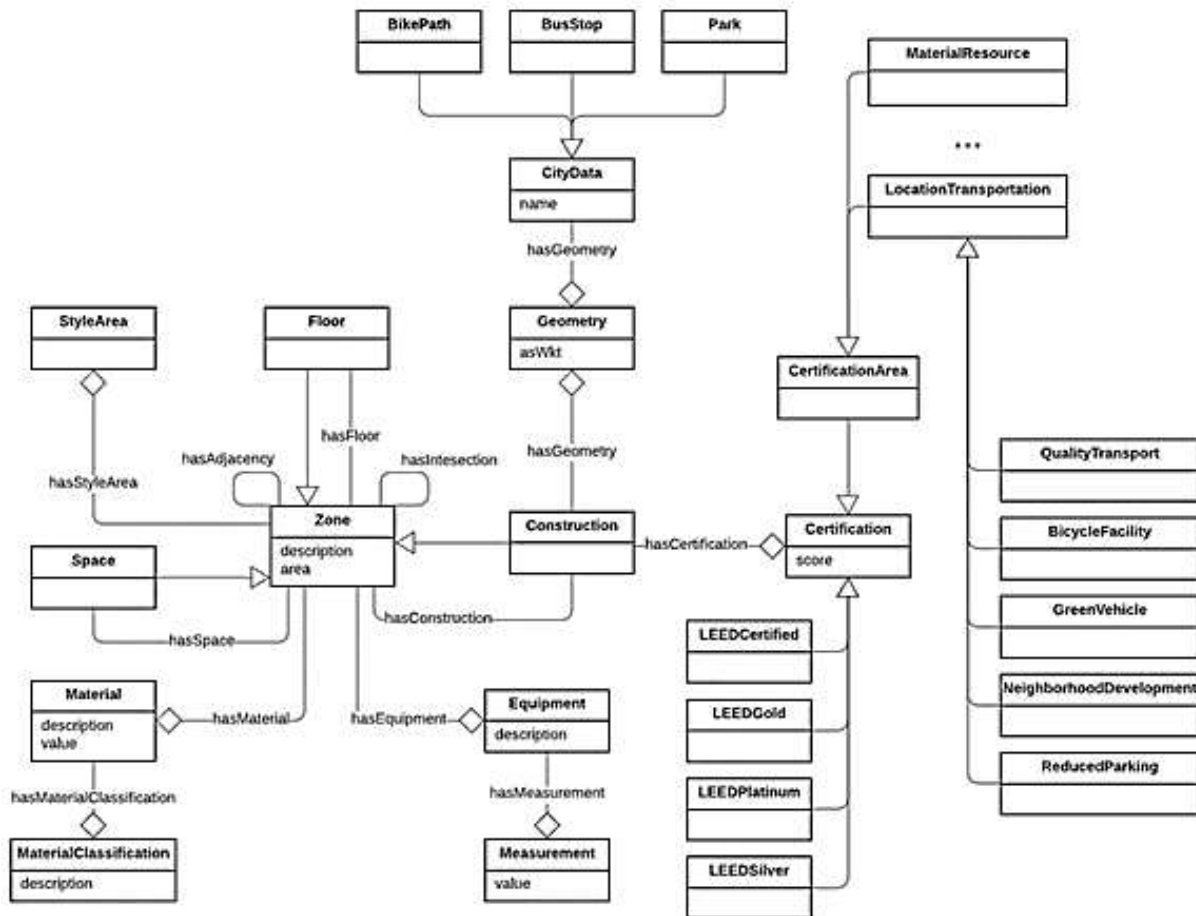 BikePath
BusStop
Park
MaterialResource
...
CityData
name
LocationTransportation
hasGeometry
StyleArea
Floor
Geometry
asWkt
CertificationArea
hasFloor
hasAdjacency
hasIntesection
hasGeometry
hasStyleArea
QualityTransport
Zone
description
area
Construction
hasCertification
Certification
score
BicycleFacility
Space
hasConstruction
GreenVehicle
hasSpace
LEEDCertified
Material
description
value
hasMaterial
hasEquipment
Equipment
description
LEEDGold
NeighborhoodDevelopment
ReducedParking
hasMaterialClassification
hasMeasurement
LEEDPlatinum
MaterialClassification
description
Measurement
value
LEEDSilver